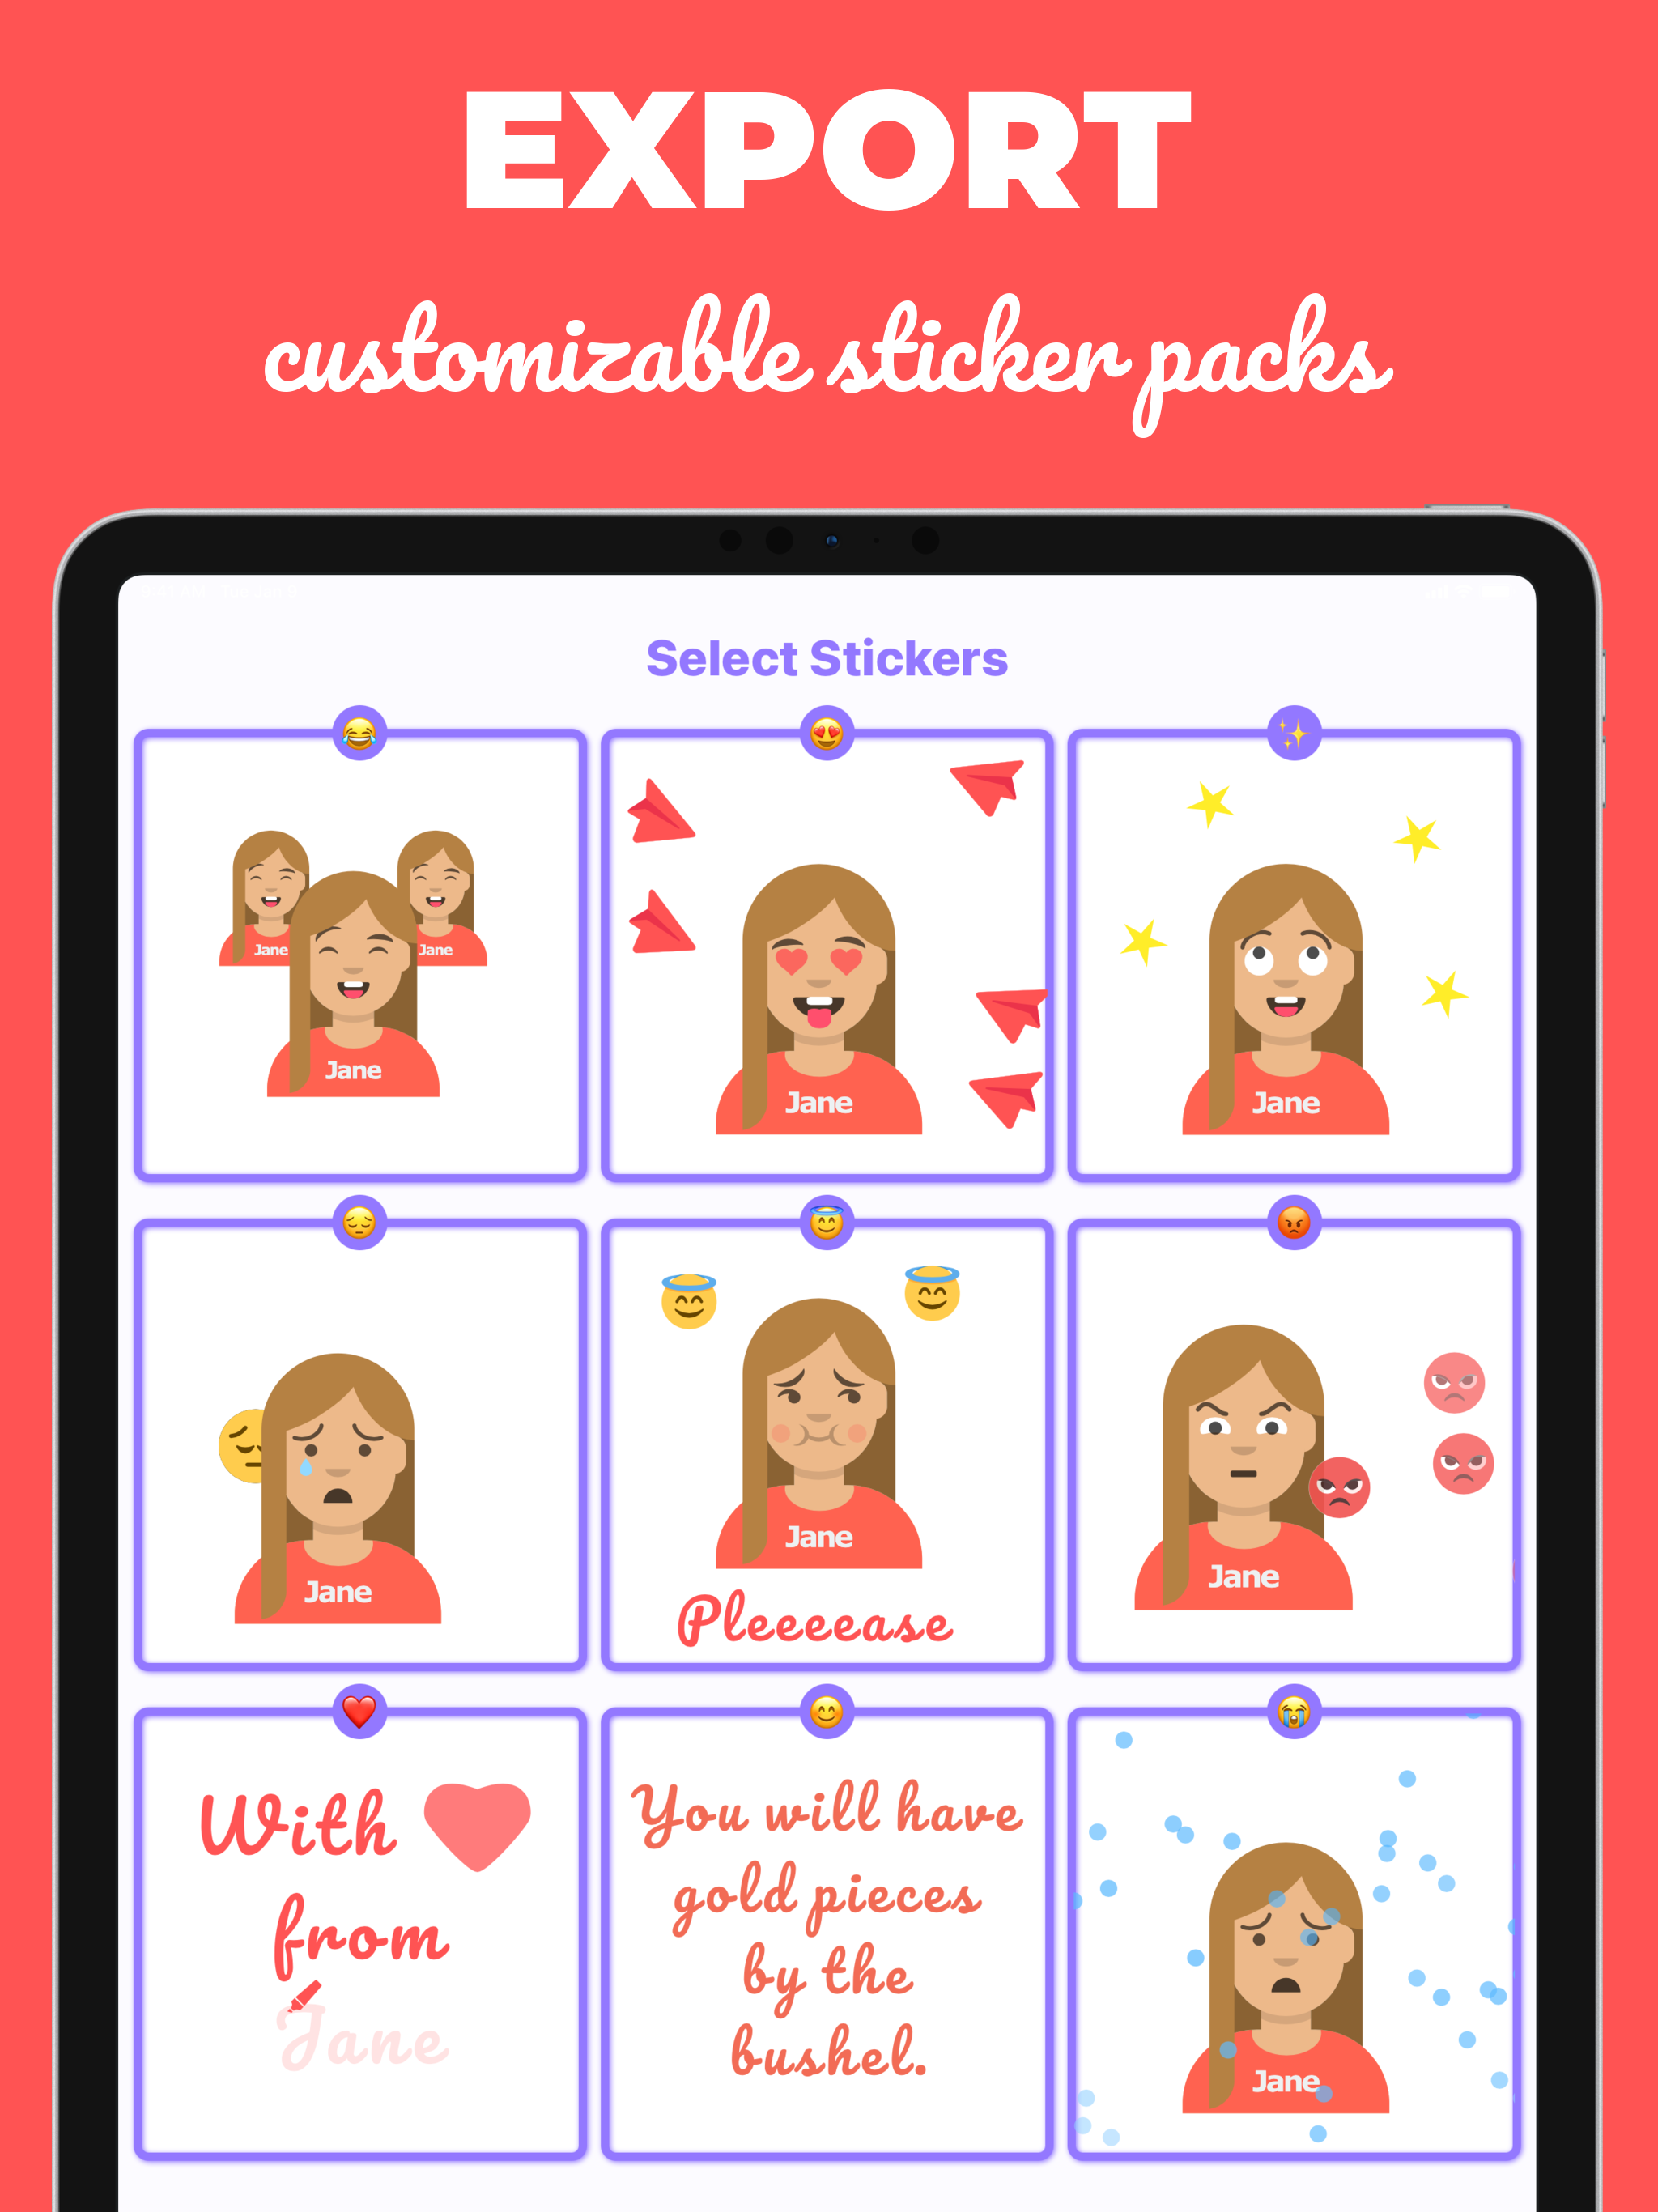 EXPORT
customizable sticker packs
Select Stickers
Jane
Jane
Jane
Jane
Jane
Jane
Jane
Jane
Pleeeease
With
from
Jane
You will have
gold pieces
by the
bushel.
Jane